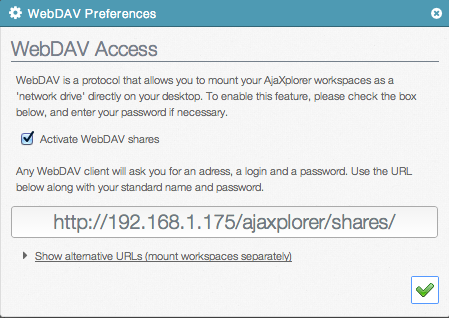 WebDAV Preferences
WebDAV Access
WebDAV is a protocol that allows you to mount your AjaXplorer workspaces as a
'network drive' directly on your desktop. To enable this feature, please check the box
below, and enter your password if necessary.
Activate WebDAV shares
Any WebDAV client will ask you for an adress, a login and a password. Use the URL
below along with your standard name and password.
http://192.168.1.175/ajaxplorer/shares/
Show alternative URLs (mount workspaces separately)